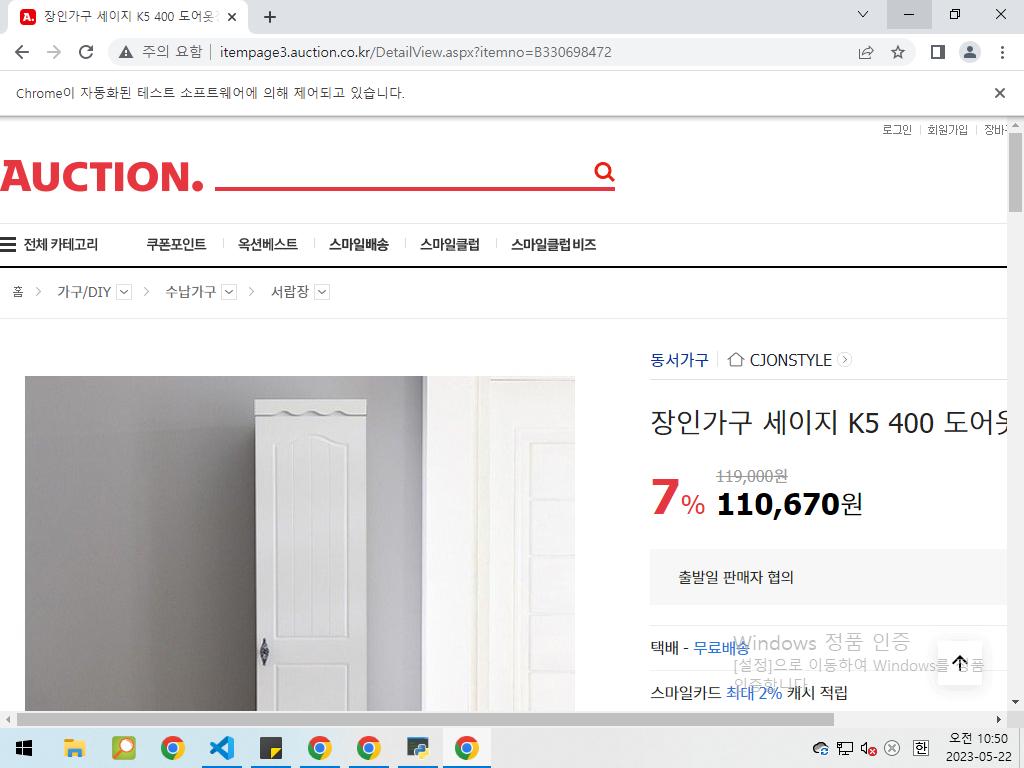 장인가구 세이지 K5 400 도어옷
주의 요함 itempage3.auction.co.kr/DetailView.aspx?itemno=B330698472
Chrome이 자동화된 테스트 소프트웨어에 의해 제어되고 있습니다.
로그인 회원가입 장바
AUCTION.
전체 카테고리 쿠폰포인트 옥션베스트 스마일배송 스마일클럽 스마일클럽 비즈
홈 가구/DIY 수납가구 서랍장
동서가구 CJONSTYLE
장인가구 세이지 K5 400 도어옷
119,000원
7% 110,670원
출발일 판매자 협의
택배 - 무료배송
Windows 정품 인증
[설정]으로 이동하여 Windows를 정품
인증합니다.
스마일카드 최대 2% 캐시 적립
한
오전 10:50
2023-05-22